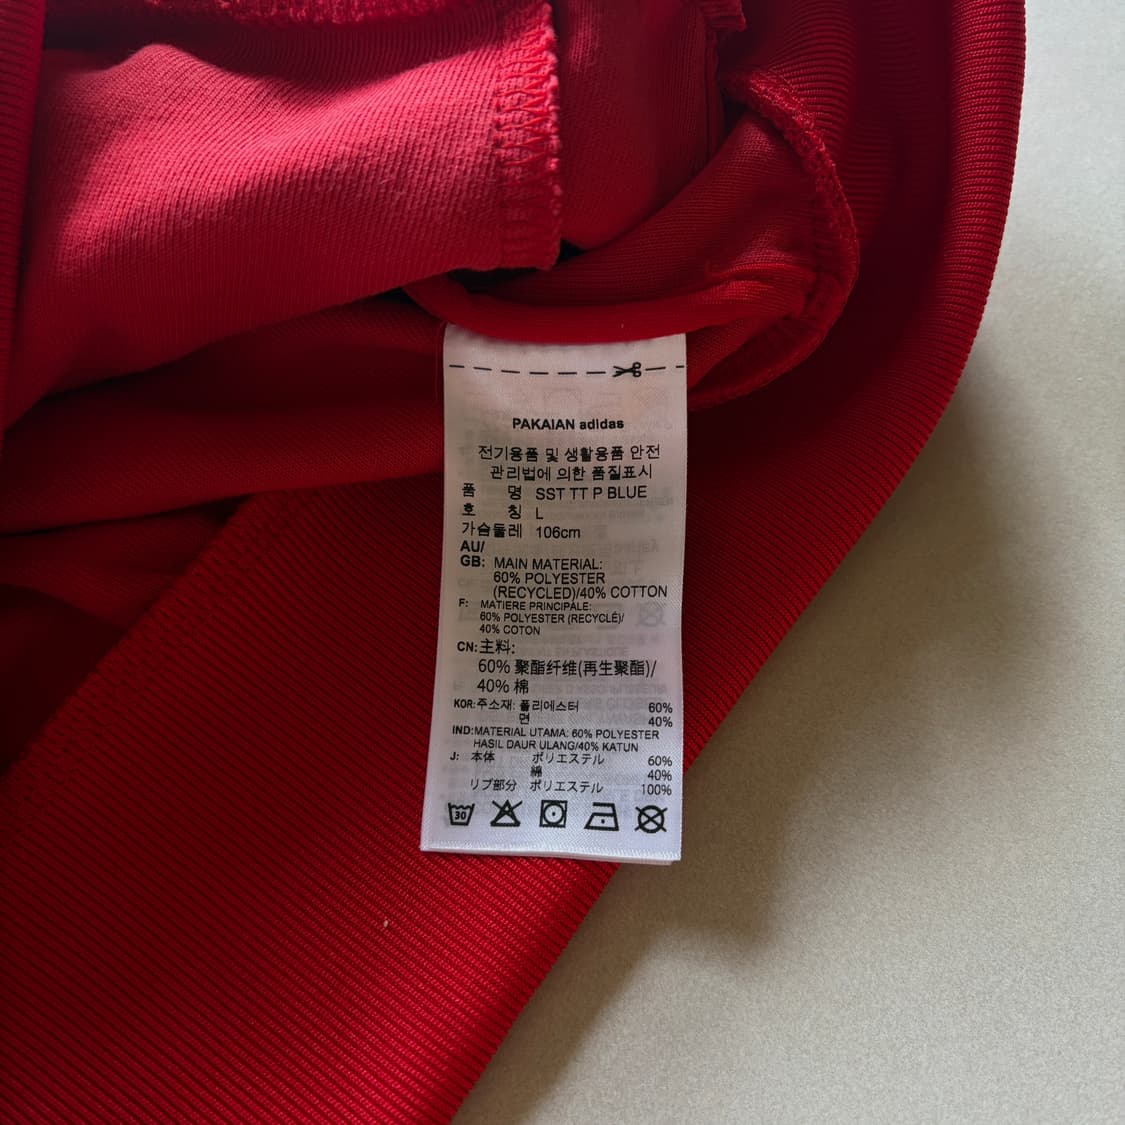 PAKAIAN adidas
전기용품 및 생활용품 안전
관리법에 의한 품질표시
품 명 SST TT P BLUE
호 칭 L
가슴둘레 106cm
AU/
GB: MAIN MATERIAL:
60% POLYESTER
(RECYCLED)/40% COTTON
F: MATIERE PRINCIPALE:
60% POLYESTER (RECYCLÉ)/
40% COTON
CN: 主料:
60% 聚酯纤维(再生聚酯)/
40% 棉
KOR: 주소재: 폴리에스터 60%
면 40%
IND: MATERIAL UTAMA: 60% POLYESTER
HASIL DAUR ULANG/40% KATUN
J: 本体 ポリエステル 60%
綿 40%
リブ部分 ポリエステル 100%
30